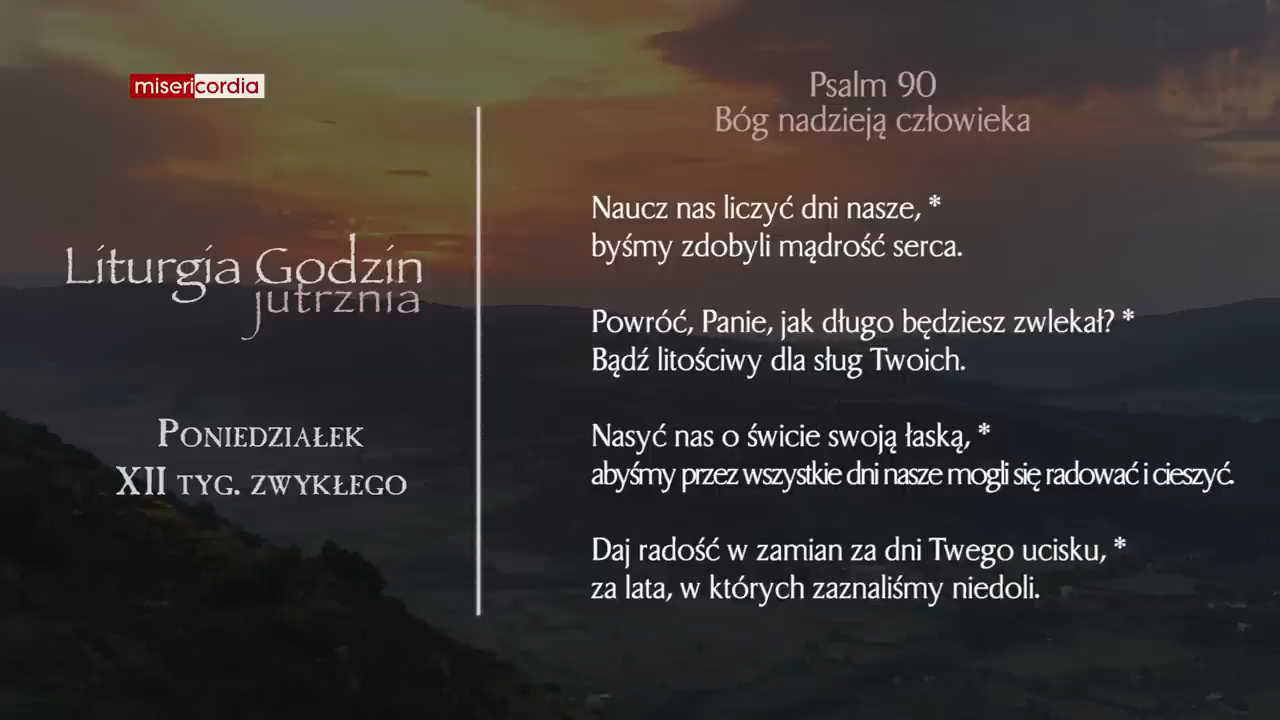 misericordia
Liturgia Godzin
jutrznia
Poniedziałek
XII tyg. zwykłego
Psalm 90
Bóg nadzieją człowieka
Naucz nas liczyć dni nasze, *
byśmy zdobyli mądrość serca.
Powróć, Panie, jak długo będziesz zwlekał? *
Bądź litościwy dla sług Twoich.
Nasyć nas o świcie swoją łaską, *
abyśmy przez wszystkie dni nasze mogli się radować i cieszyć.
Daj radość w zamian za dni Twego ucisku, *
za lata, w których zaznaliśmy niedoli.